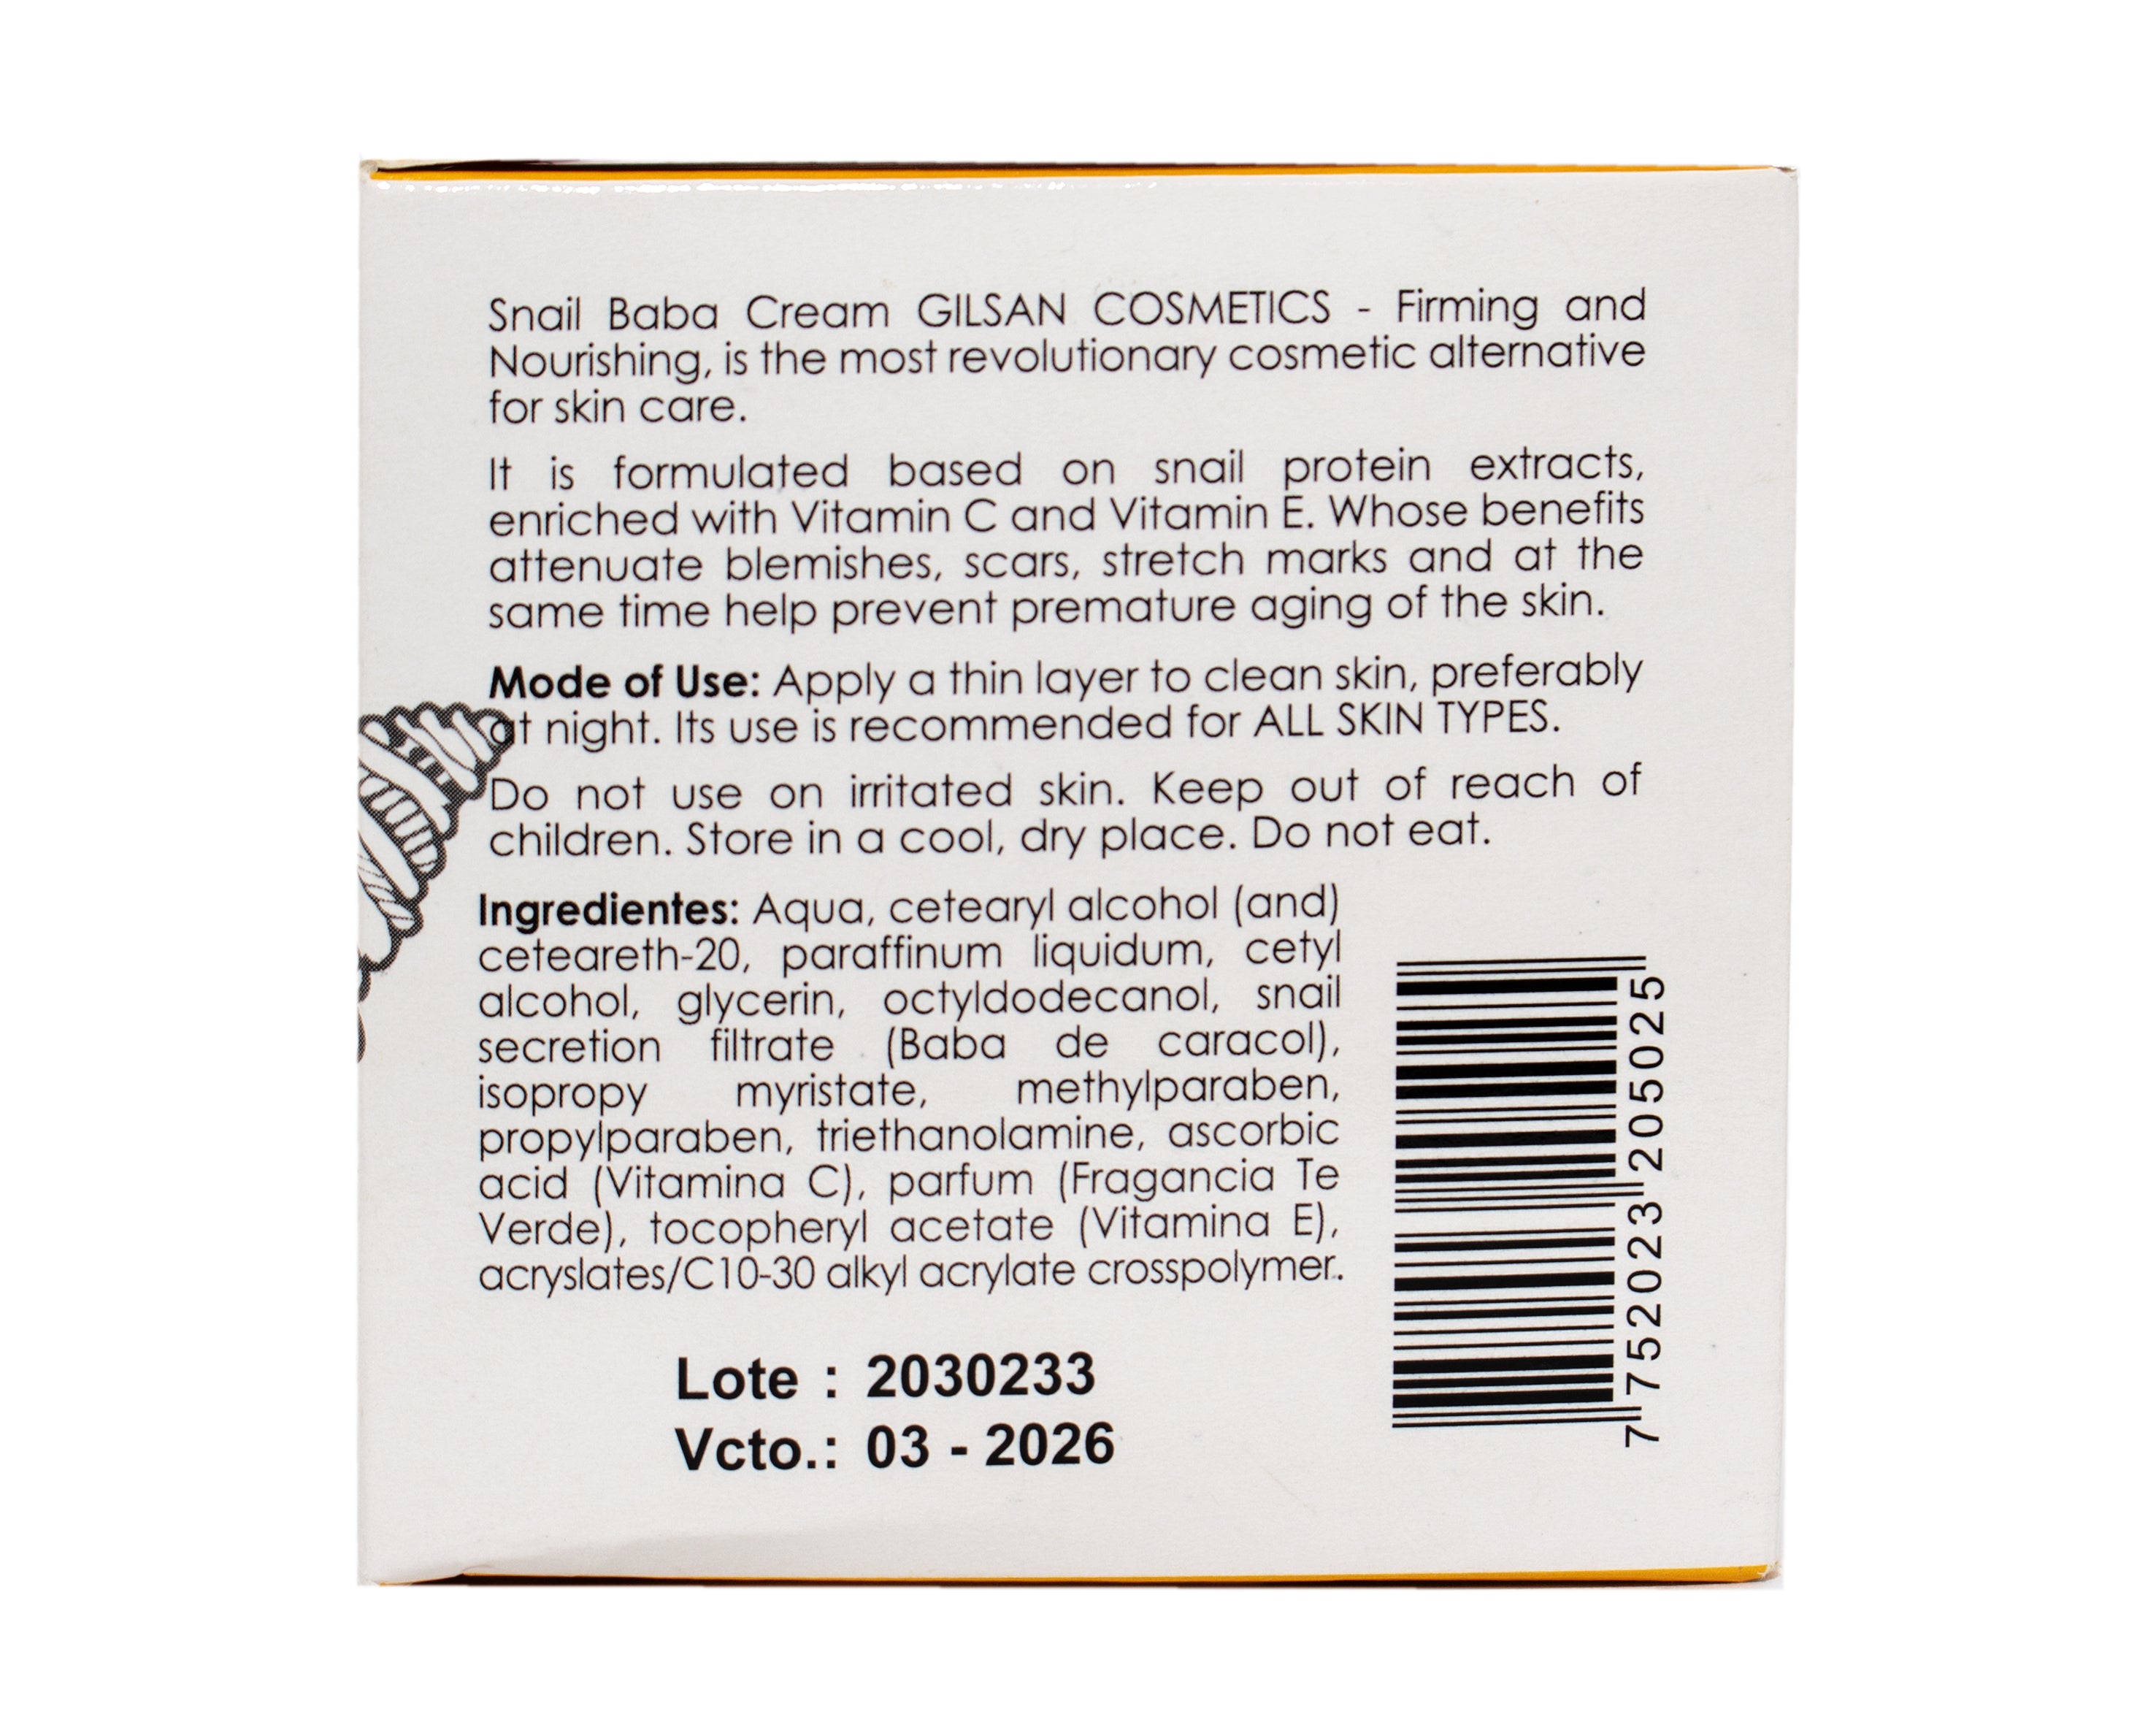 Snail Baba Cream GILSAN COSMETICS - Firming and
Nourishing, is the most revolutionary cosmetic alternative
for skin care.
It is formulated based on snail protein extracts,
enriched with Vitamin C and Vitamin E. Whose benefits
attenuate blemishes, scars, stretch marks and at the
same time help prevent premature aging of the skin.
Mode of Use: Apply a thin layer to clean skin, preferably
at night. Its use is recommended for ALL SKIN TYPES.
Do not use on irritated skin. Keep out of reach of
children. Store in a cool, dry place. Do not eat.
Ingredientes: Aqua, cetearyl alcohol (and)
ceteareth-20, paraffinum liquidum, cetyl
alcohol, glycerin, octyldodecanol, snail
secretion filtrate (Baba de caracol),
isopropy myristate, methylparaben,
propylparaben, triethanolamine, ascorbic
acid (Vitamina C), parfum (Fragancia Te
Verde), tocopheryl acetate (Vitamina E),
acryslates/C10-30 alkyl acrylate crosspolymer.
Lote : 2030233
Vcto.: 03 - 2026
7 752023 205025